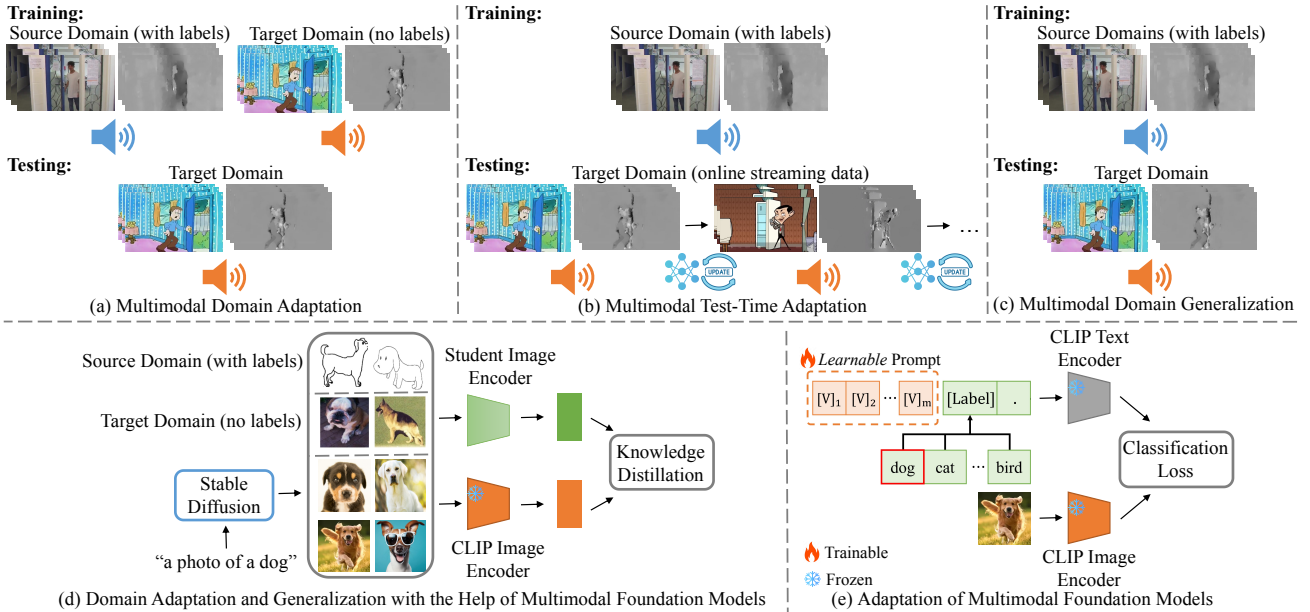 Training:
Source Domain (with labels)
Target Domain (no labels)
Testing:
Target Domain
(a) Multimodal Domain Adaptation
Training:
Source Domain (with labels)
Testing:
Target Domain (online streaming data)
...
UPDATE
UPDATE
(b) Multimodal Test-Time Adaptation
Training:
Source Domains (with labels)
Testing:
Target Domain
(c) Multimodal Domain Generalization
Source Domain (with labels)
Target Domain (no labels)
Stable
Diffusion
“a photo of a dog”
Student Image
Encoder
CLIP Image
Encoder
Knowledge
Distillation
(d) Domain Adaptation and Generalization with the Help of Multimodal Foundation Models
Learnable Prompt
[V]1 [V]2 ... [V]m [Label] .
dog cat ... bird
CLIP Text
Encoder
Classification
Loss
CLIP Image
Encoder
Trainable
Frozen
(e) Adaptation of Multimodal Foundation Models